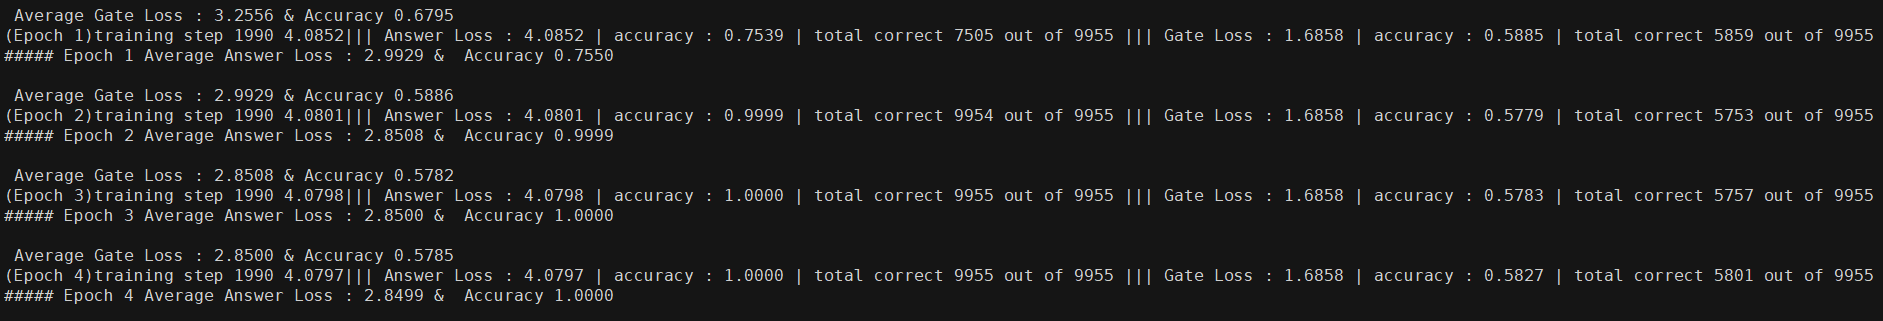 Average Gate Loss : 3.2556 & Accuracy 0.6795
(Epoch 1)training step 1990 4.0852||| Answer Loss : 4.0852 | accuracy : 0.7539 | total correct 7505 out of 9955 ||| Gate Loss : 1.6858 | accuracy : 0.5885 | total correct 5859 out of 9955
##### Epoch 1 Average Answer Loss : 2.9929 &  Accuracy 0.7550
Average Gate Loss : 2.9929 & Accuracy 0.5886
(Epoch 2)training step 1990 4.0801||| Answer Loss : 4.0801 | accuracy : 0.9999 | total correct 9954 out of 9955 ||| Gate Loss : 1.6858 | accuracy : 0.5779 | total correct 5753 out of 9955
##### Epoch 2 Average Answer Loss : 2.8508 &  Accuracy 0.9999
Average Gate Loss : 2.8508 & Accuracy 0.5782
(Epoch 3)training step 1990 4.0798||| Answer Loss : 4.0798 | accuracy : 1.0000 | total correct 9955 out of 9955 ||| Gate Loss : 1.6858 | accuracy : 0.5783 | total correct 5757 out of 9955
##### Epoch 3 Average Answer Loss : 2.8500 &  Accuracy 1.0000
Average Gate Loss : 2.8500 & Accuracy 0.5785
(Epoch 4)training step 1990 4.0797||| Answer Loss : 4.0797 | accuracy : 1.0000 | total correct 9955 out of 9955 ||| Gate Loss : 1.6858 | accuracy : 0.5827 | total correct 5801 out of 9955
##### Epoch 4 Average Answer Loss : 2.8499 &  Accuracy 1.0000